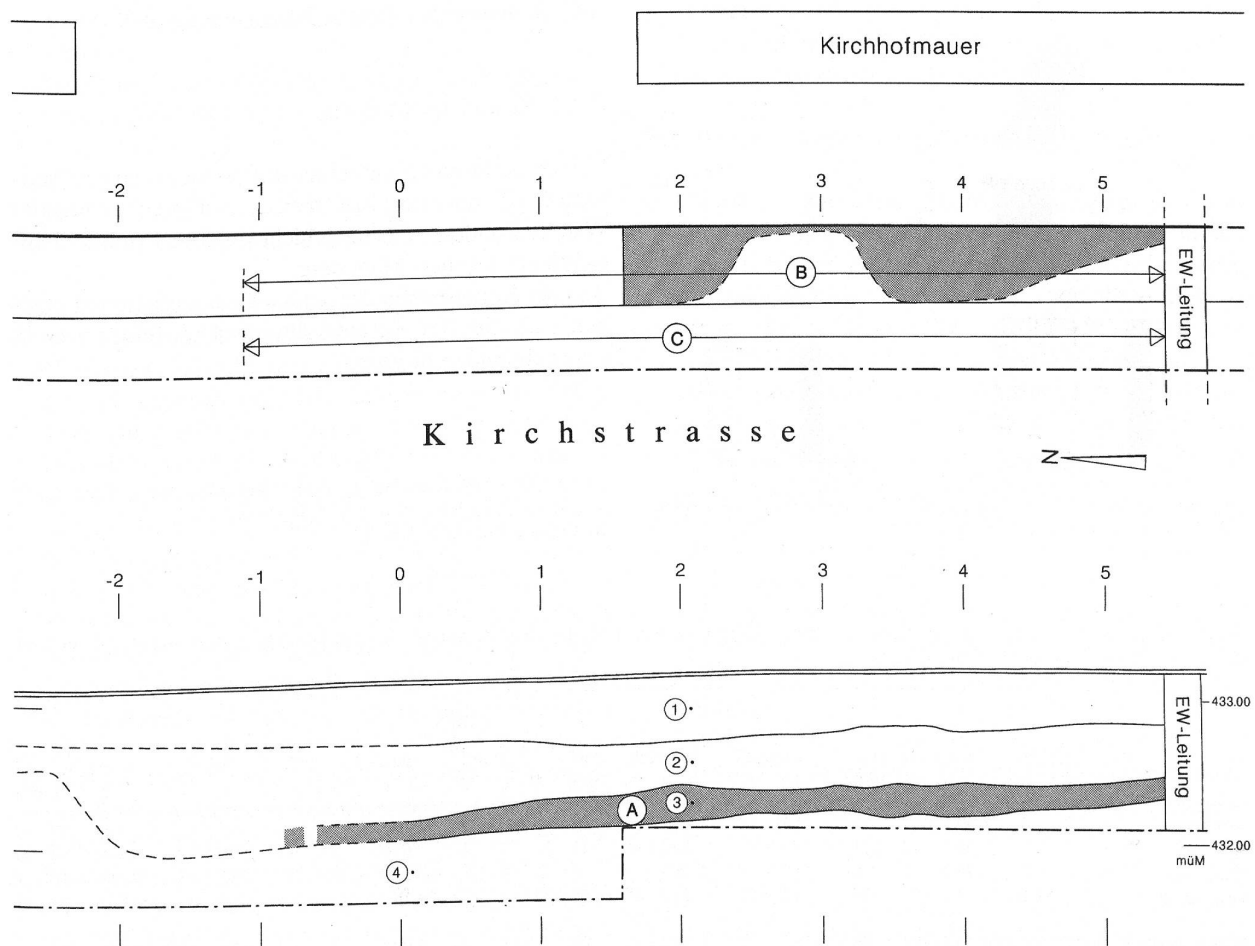 Kirchhofmauer
-2 -1 0 1 2 3 4 5
B
EW-Leitung
C
Kirchstrasse
N
-2 -1 0 1 2 3 4 5
1
433.00
2
EW-Leitung
3
A
432.00
müM
4